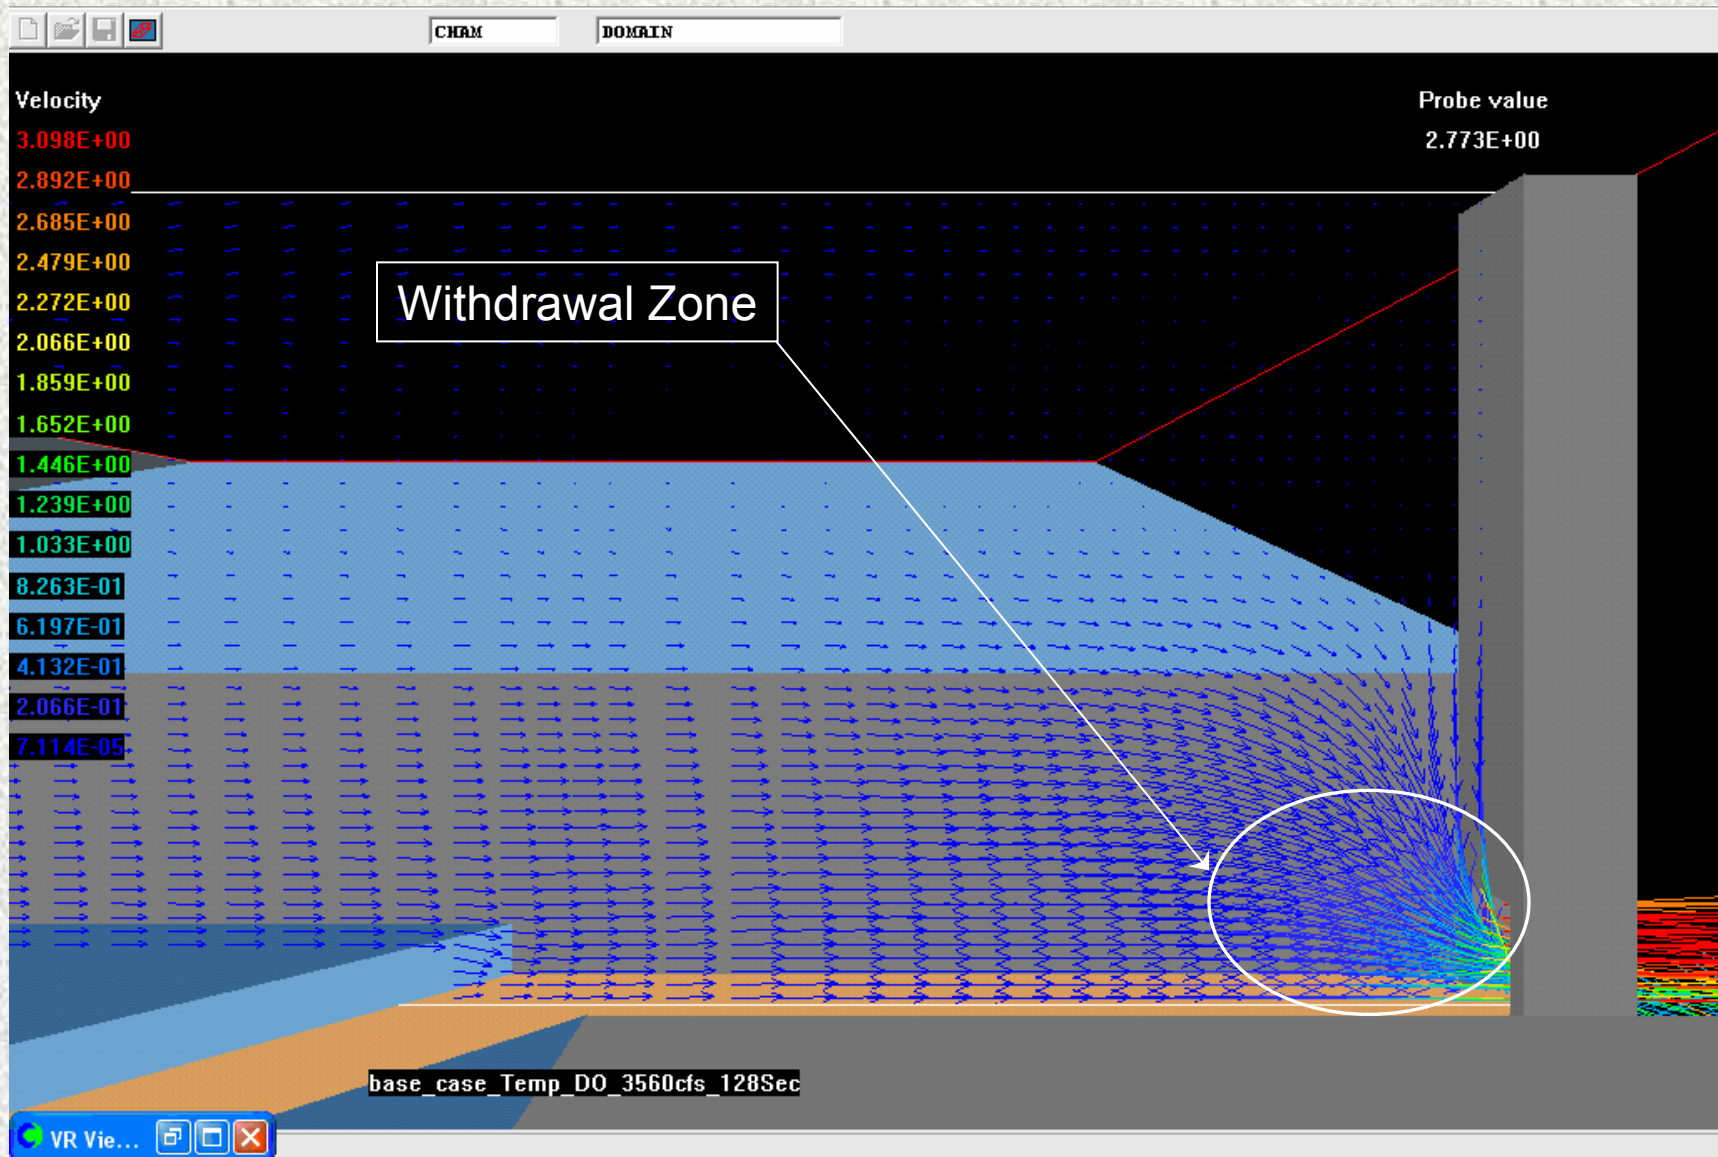 CHAM DOMAIN
Velocity
Probe value
3.098E+00
2.773E+00
2.892E+00
2.685E+00
2.479E+00
2.272E+00
2.066E+00
1.859E+00
1.652E+00
1.446E+00
1.239E+00
1.033E+00
8.263E-01
6.197E-01
4.132E-01
2.066E-01
7.114E-05
Withdrawal Zone
base_case_Temp_DO_3560cfs_128Sec
VR Vie...